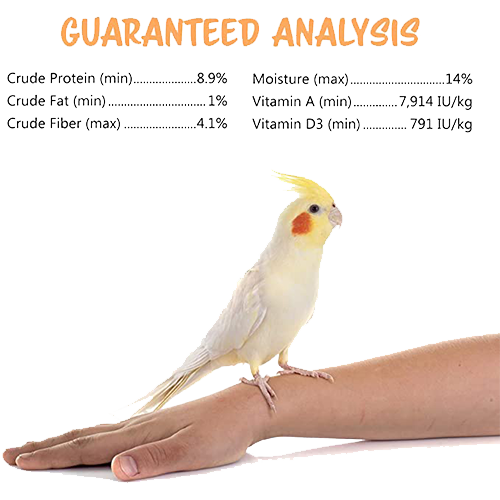 GUARANTEED ANALYSIS
Crude Protein (min)....................8.9%
Crude Fat (min)...............................1%
Crude Fiber (max).......................4.1%
Moisture (max)..............................14%
Vitamin A (min)..............7,914 IU/kg
Vitamin D3 (min)..............791 IU/kg